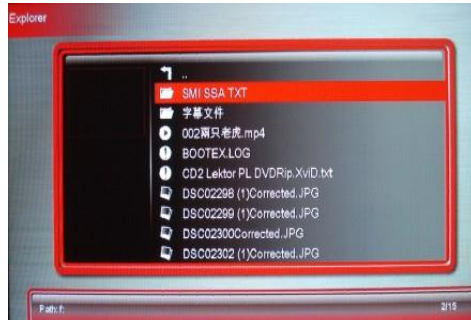 Explorer
..
SMI SSA TXT
字幕文件
002兩只老虎.mp4
BOOTEX.LOG
CD2 Lektor PL DVDRip.XviD.txt
DSC02298 (1)Corrected.JPG
DSC02299 (1)Corrected.JPG
DSC02300Corrected.JPG
DSC02302 (1)Corrected.JPG
Path:f:
2/15